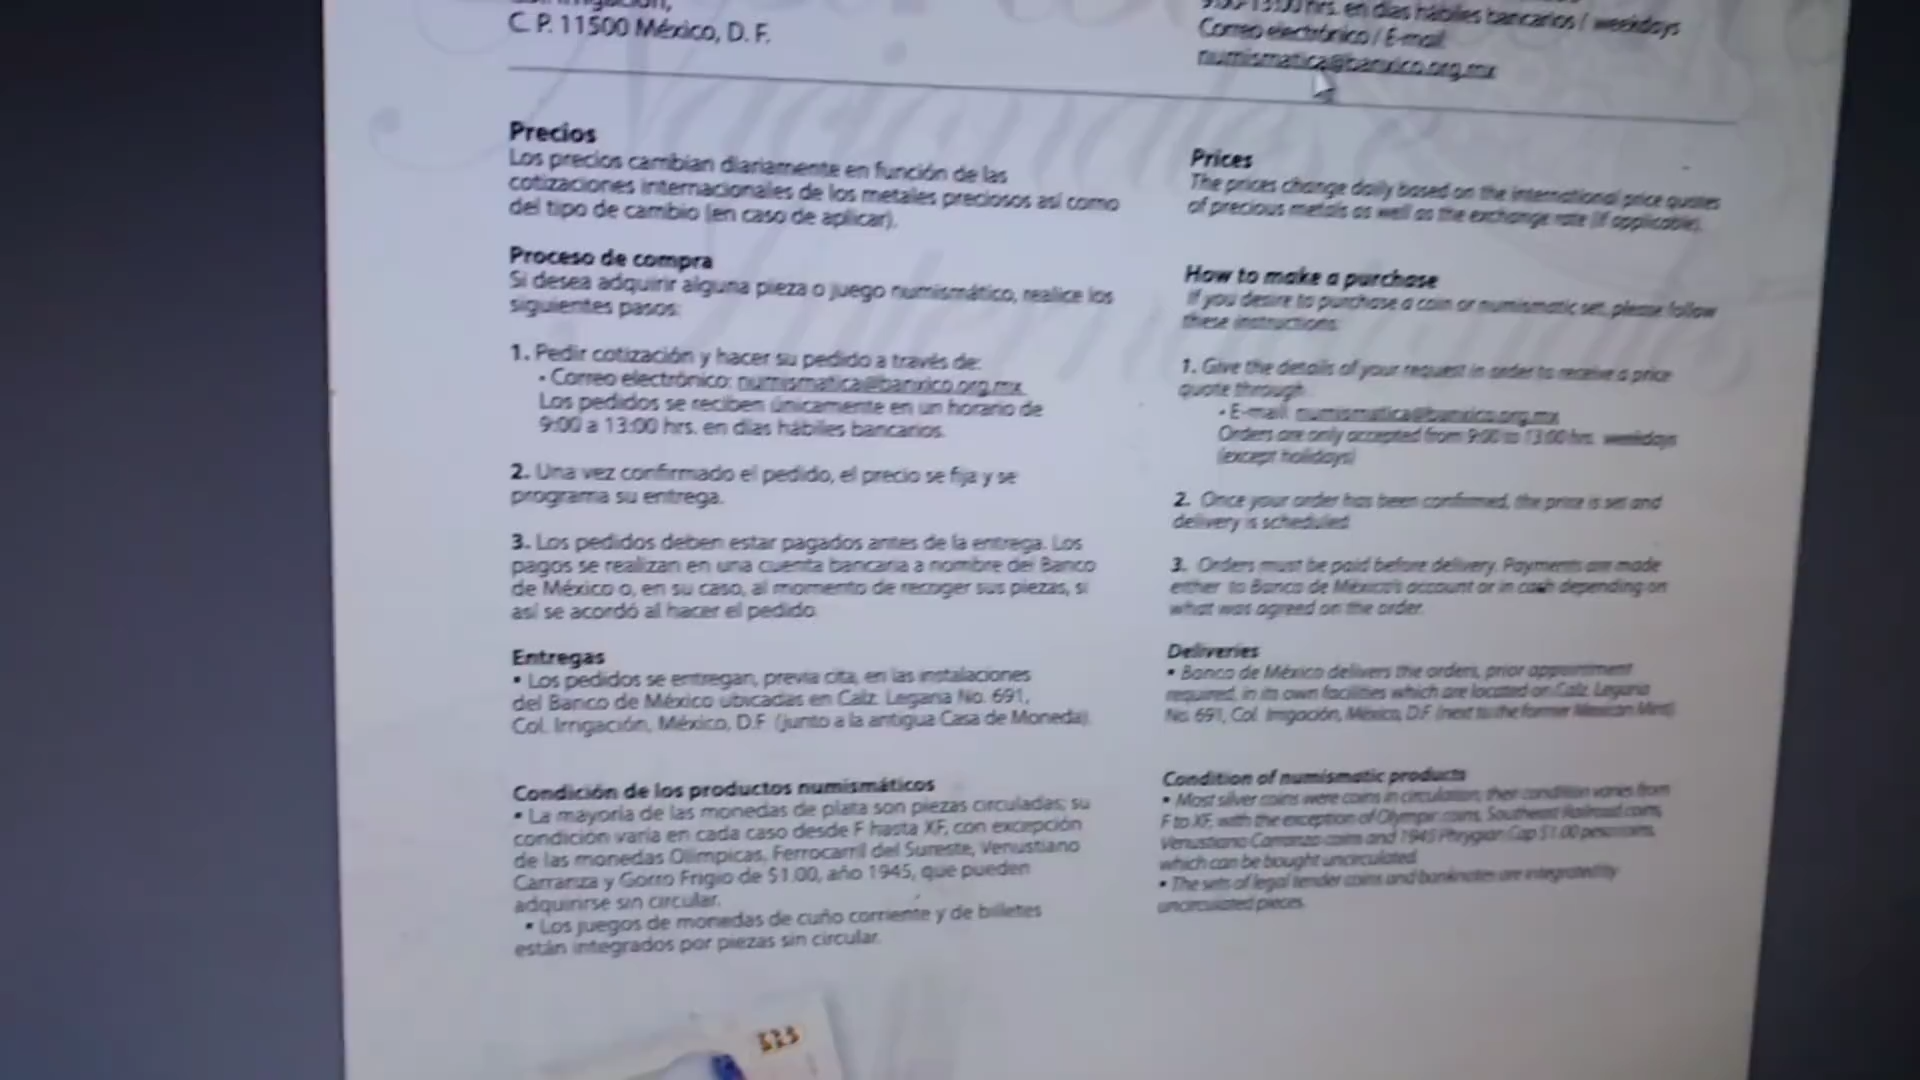 C. P. 11500 México, D. F.
hrs. en días hábiles bancarios / weekdays
Correo electrónico / E-mail:
numismatica@banxico.org.mx
Precios
Los precios cambian diariamente en función de las
cotizaciones internacionales de los metales preciosos así como
del tipo de cambio (en caso de aplicar).
Proceso de compra
Si desea adquirir alguna pieza o juego numismático, realice los
siguientes pasos:
1. Pedir cotización y hacer su pedido a través de:
• Correo electrónico: numismatica@banxico.org.mx
Los pedidos se reciben únicamente en un horario de
9:00 a 13:00 hrs. en días hábiles bancarios.
2. Una vez confirmado el pedido, el precio se fija y se
programa su entrega.
3. Los pedidos deben estar pagados antes de la entrega. Los
pagos se realizan en una cuenta bancaria a nombre del Banco
de México o, en su caso, al momento de recoger sus piezas, si
así se acordó al hacer el pedido.
Entregas
• Los pedidos se entregan, previa cita, en las instalaciones
del Banco de México ubicadas en Calz. Legaria No. 691,
Col. Irrigación, México, D.F. (junto a la antigua Casa de Moneda).
Condición de los productos numismáticos
• La mayoría de las monedas de plata son piezas circuladas; su
condición varía en cada caso desde F hasta XF, con excepción
de las monedas Olímpicas, Ferrocarril del Sureste, Venustiano
Carranza y Gorro Frigio de $1.00, año 1945, que pueden
adquirirse sin circular.
• Los juegos de monedas de cuño corriente y de billetes
están integrados por piezas sin circular.
Prices
The prices change daily based on the international price quotes
of precious metals as well as the exchange rate (if applicable).
How to make a purchase
If you desire to purchase a coin or numismatic set, please follow
these instructions:
1. Give the details of your request in order to receive a price
quote through:
• E-mail: numismatica@banxico.org.mx
Orders are only accepted from 9:00 to 13:00 hrs. weekdays
(except holidays)
2. Once your order has been confirmed, the price is set and
delivery is scheduled.
3. Orders must be paid before delivery. Payments are made
either to Banco de México's account or in cash depending on
what was agreed on the order.
Deliveries
• Banco de México delivers the orders, prior appointment
required, in its own facilities which are located on Calz. Legaria
No. 691, Col. Irrigación, México, D.F. (next to the former Mexican Mint).
Condition of numismatic products
• Most silver coins were coins in circulation; their condition varies from
F to XF, with the exception of Olympic coins, Southeast Railroad coins,
Venustiano Carranza coins and 1945 Phrygian Cap $1.00 peso coins,
which can be bought uncirculated.
• The sets of legal tender coins and banknotes are integrated by
uncirculated pieces.